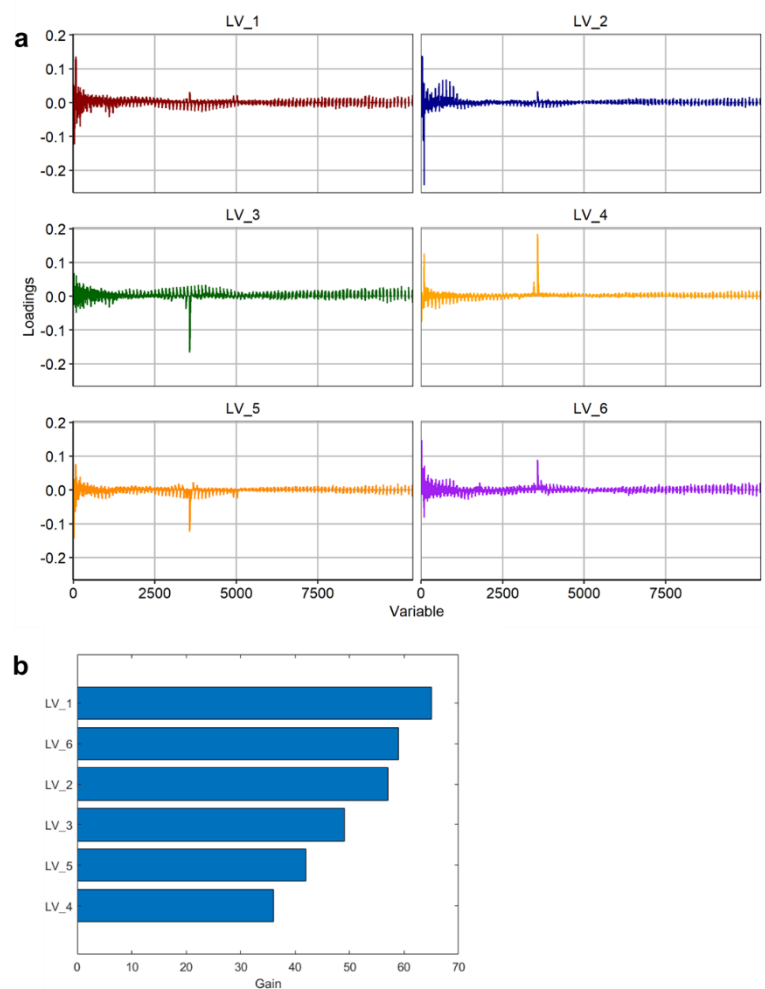 a
LV_1 LV_2
0.2
0.1
0.0
-0.1
-0.2
LV_3 LV_4
0.2
0.1
0.0
-0.1
-0.2
LV_5 LV_6
0.2
0.1
0.0
-0.1
-0.2
Loadings
0 2500 5000 7500 0 2500 5000 7500
Variable
b
LV_1
LV_6
LV_2
LV_3
LV_5
LV_4
0 10 20 30 40 50 60 70
Gain